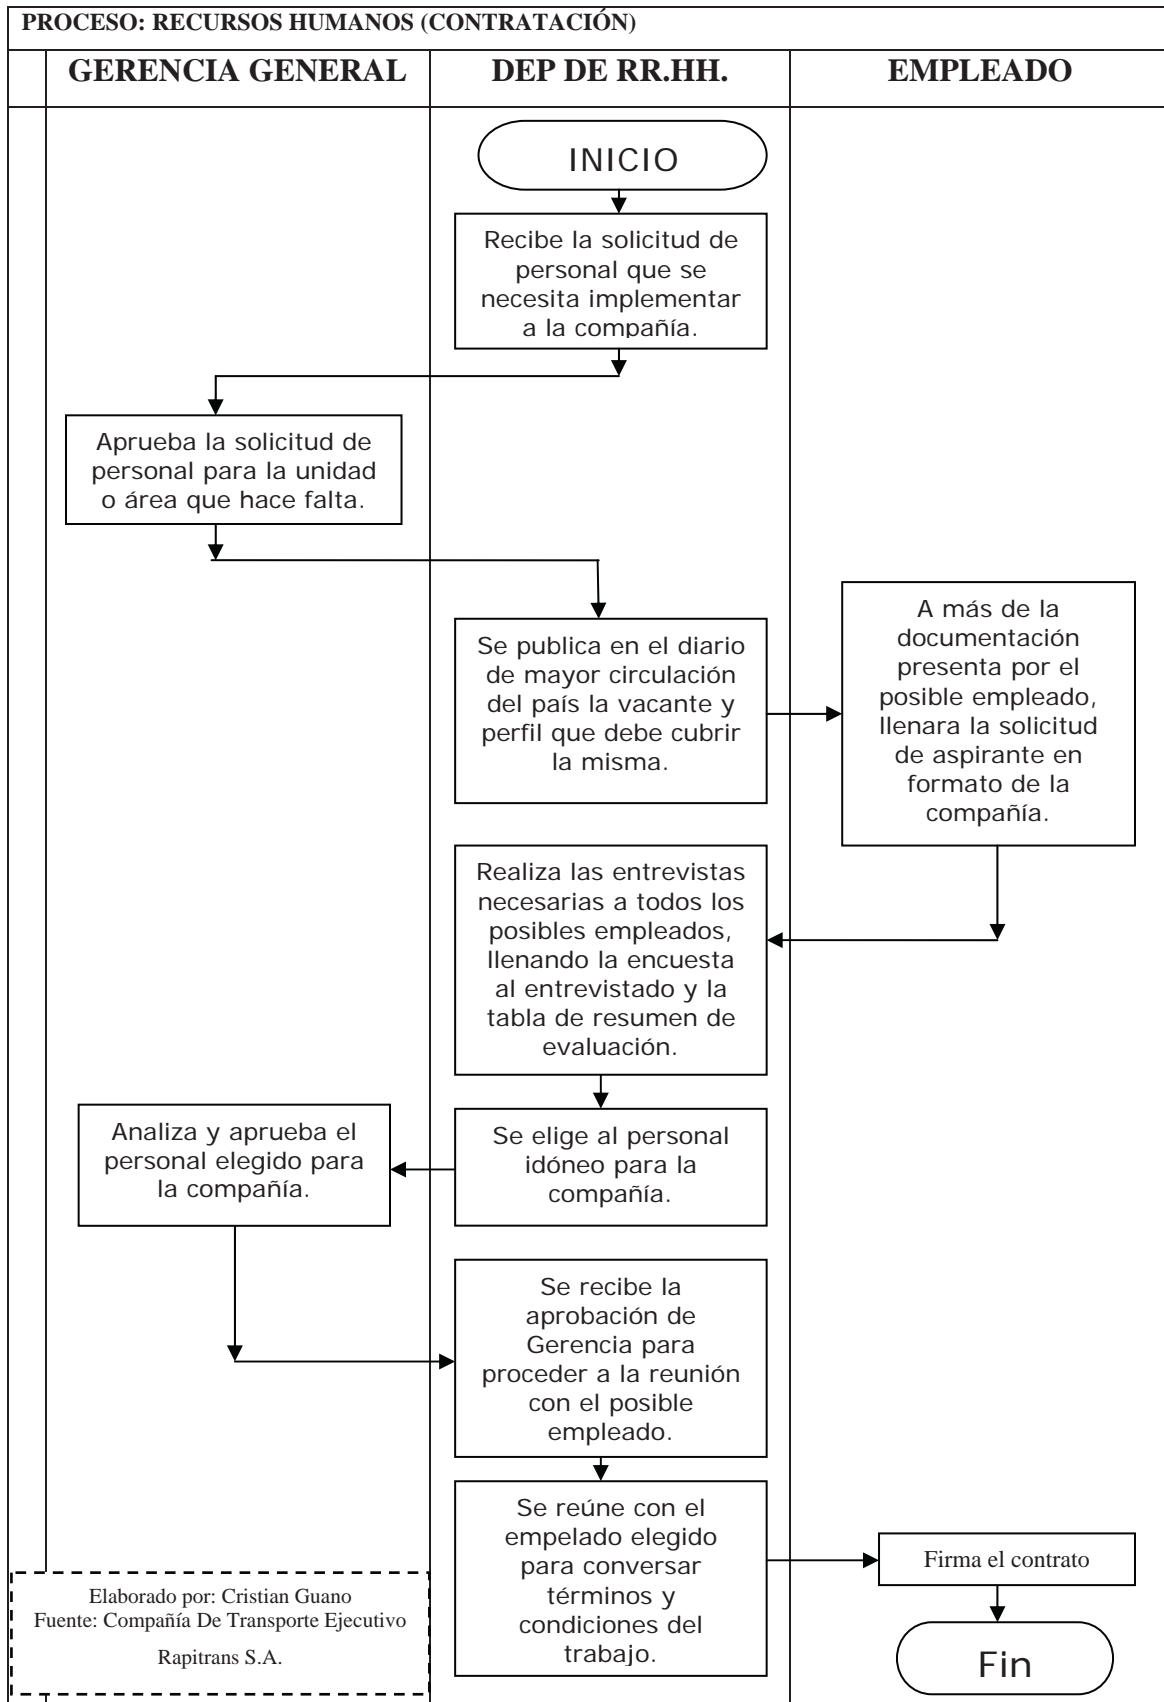 PROCESO: RECURSOS HUMANOS (CONTRATACIÓN)
GERENCIA GENERAL
DEP DE RR.HH.
EMPLEADO
INICIO
Recibe la solicitud de
personal que se
necesita implementar
a la compañía.
Aprueba la solicitud de
personal para la unidad
o área que hace falta.
Se publica en el diario
de mayor circulación
del país la vacante y
perfil que debe cubrir
la misma.
A más de la
documentación
presenta por el
posible empleado,
llenara la solicitud
de aspirante en
formato de la
compañía.
Realiza las entrevistas
necesarias a todos los
posibles empleados,
llenando la encuesta
al entrevistado y la
tabla de resumen de
evaluación.
Se elige al personal
idóneo para la
compañía.
Analiza y aprueba el
personal elegido para
la compañía.
Se recibe la
aprobación de
Gerencia para
proceder a la reunión
con el posible
empleado.
Se reúne con el
empelado elegido
para conversar
términos y
condiciones del
trabajo.
Firma el contrato
Fin
Elaborado por: Cristian Guano
Fuente: Compañía De Transporte Ejecutivo
Rapitrans S.A.